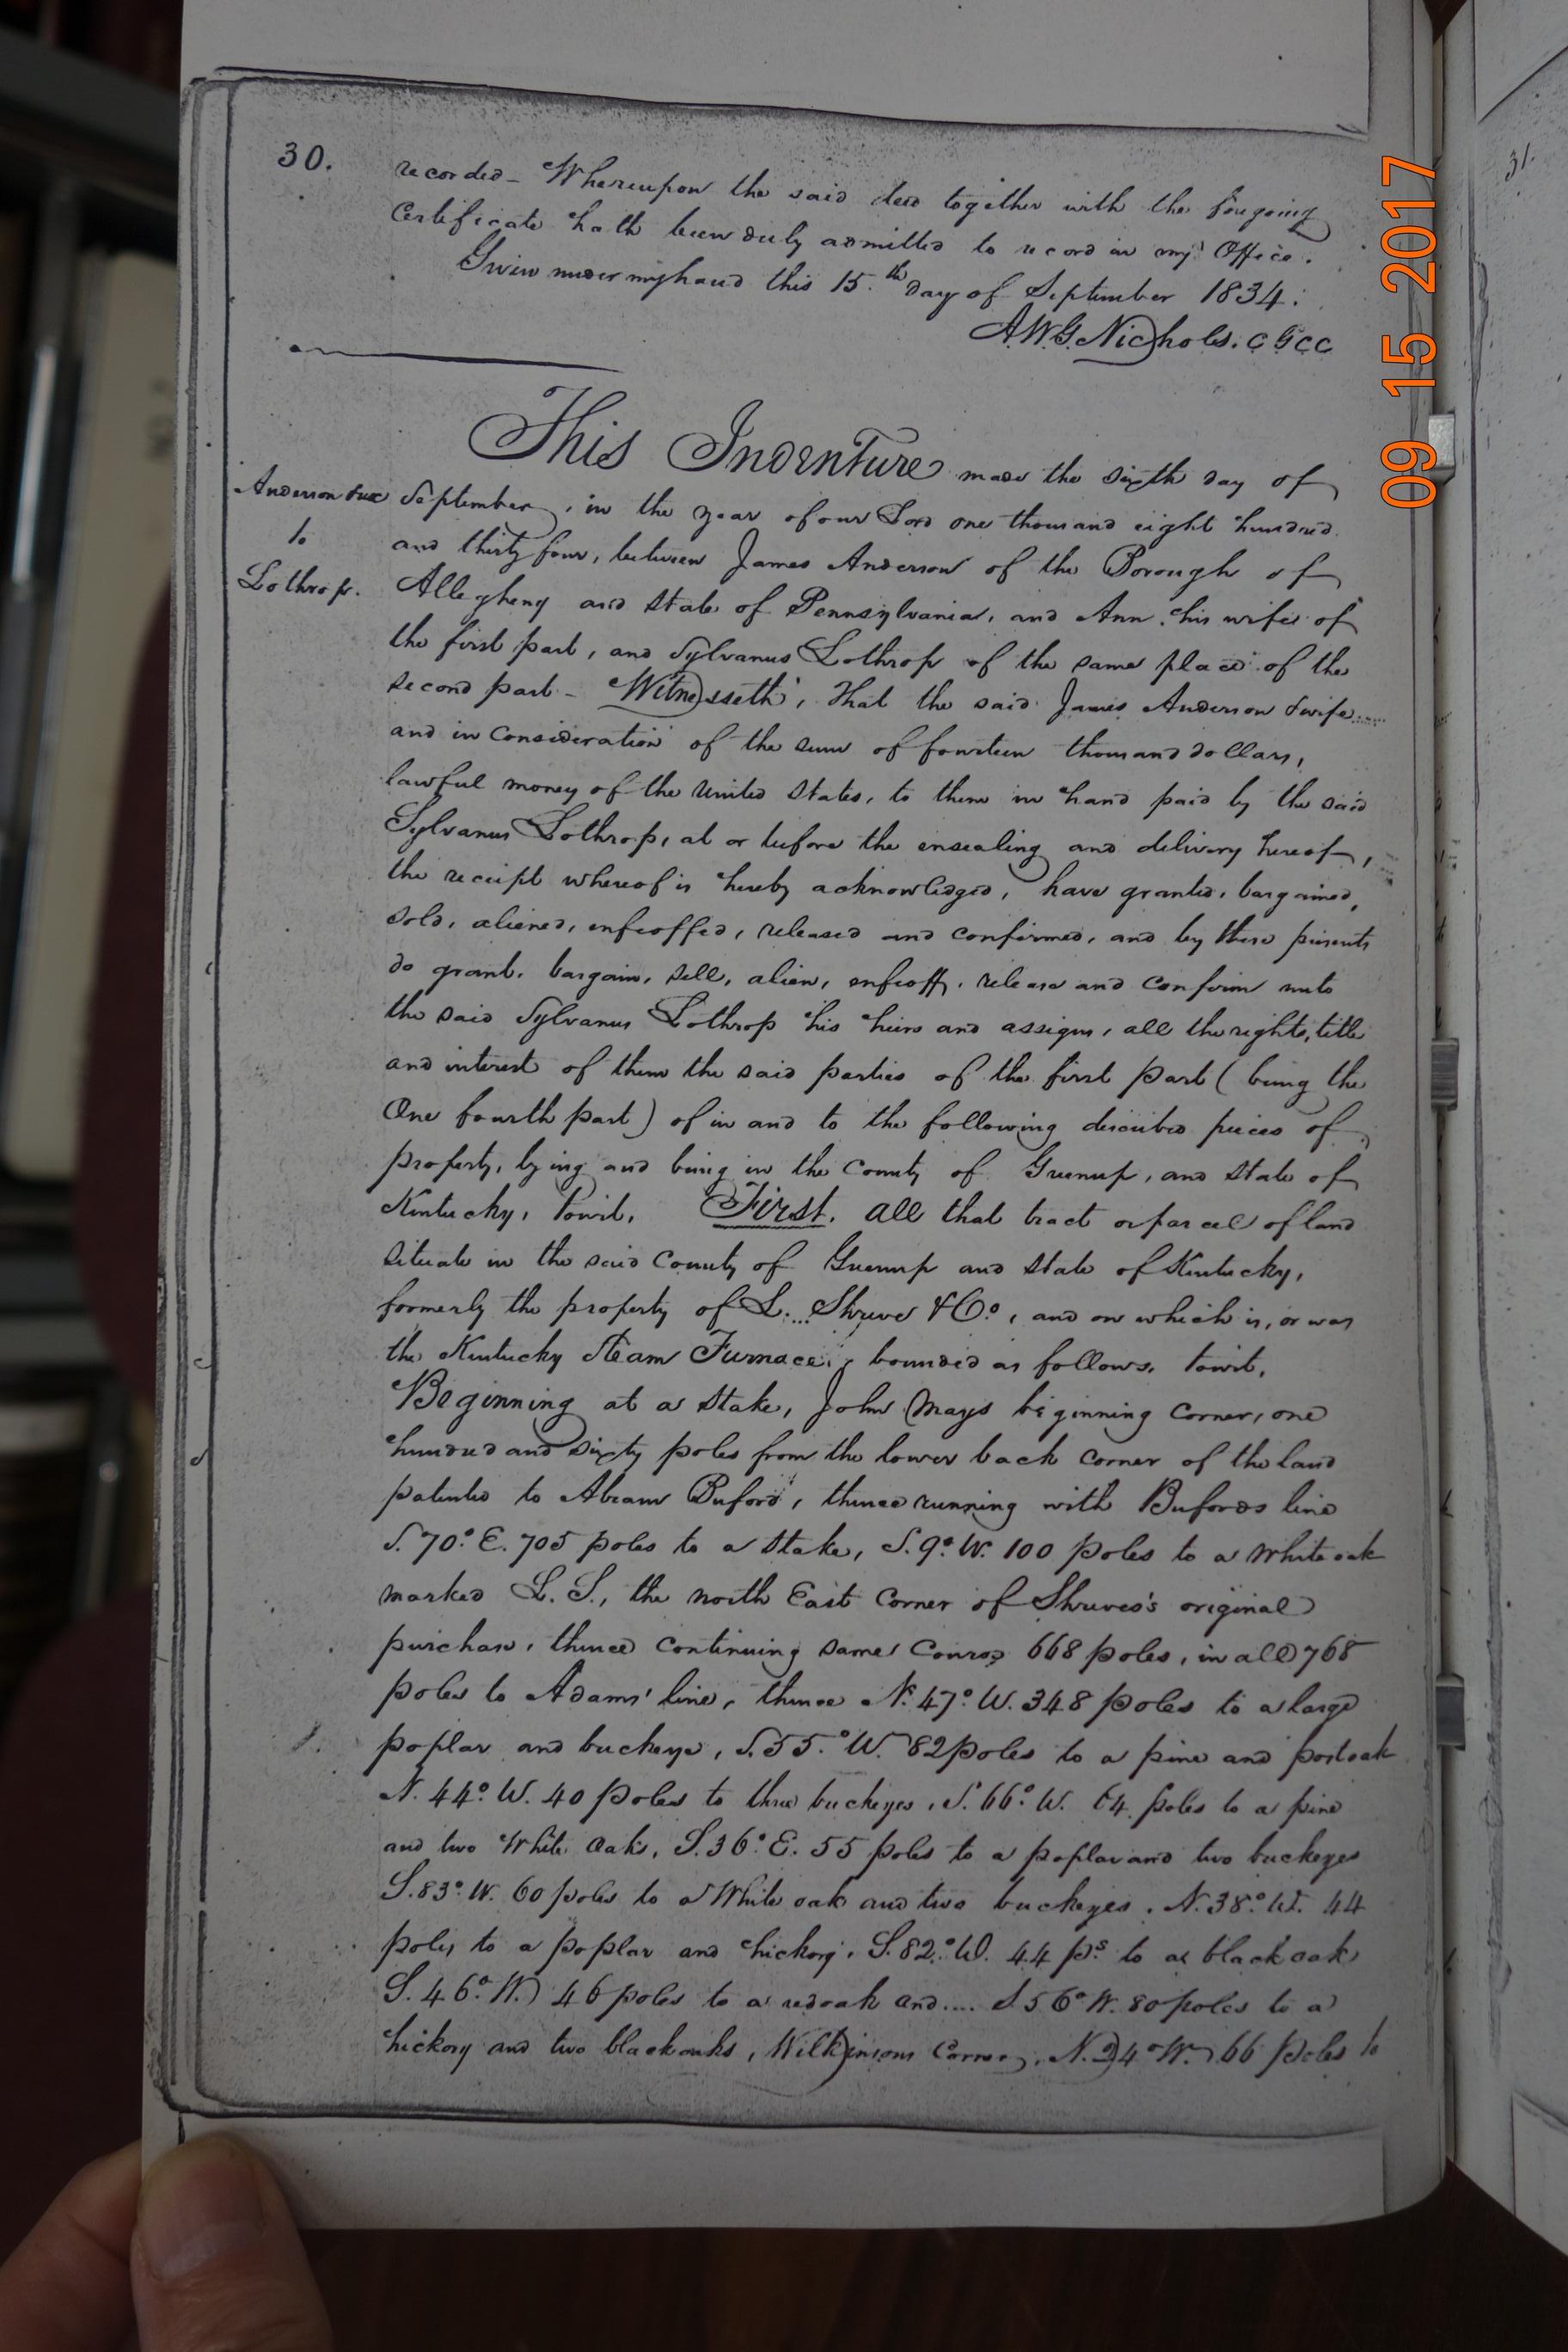 30.
recorded - Whereupon the said deed together with the foregoing
Certificate hath been duly admitted to record in my Office.
Given under my hand this 15.th day of September 1834.
A.W.G. Nichols. C G C C
This Indenture made the sixth day of
Anderson & ux
to
Lothrop.
September, in the year of our Lord one thousand eight hundred
and thirty four, between James Anderson of the Borough of
Allegheny and State of Pennsylvania, and Ann his wife of
the first part, and Sylvanus Lothrop of the same place of the
second part - Witnesseth, That the said James Anderson & wife.....
and in Consideration of the sum of fourteen thousand dollars,
lawful money of the United States, to them in hand paid by the said
Sylvanus Lothrop, at or before the ensealing and delivery hereof,
the receipt whereof is hereby acknowledged, have granted, bargained,
sold, aliened, enfeoffed, released and confirmed, and by these presents
do grant, bargain, sell, alien, enfeoff, release and confirm unto
the said Sylvanus Lothrop his heirs and assigns, all the rights, title
and interest of them the said parties of the first part (being the
One fourth part) of in and to the following described pieces of
property, lying and being in the County of Greenup, and State of
Kentucky, Towit, First. All that tract or parcel of land
situate in the said County of Greenup and State of Kentucky,
formerly the property of L... Shreve & Co., and on which is, or was
the Kentucky Steam Furnace, bounded as follows. Towit,
Beginning at a Stake, John Mays beginning corner, one
hundred and sixty poles from the lower back corner of the land
patented to Abram Buford, thence running with Bufords line
S. 70° E. 705 poles to a stake, S. 9° W. 100 poles to a White oak
marked L. S., the north East Corner of Shreves's original
purchase, thence continuing same Course 668 poles, in all 768
poles to Adams' line, thence N. 47° W. 348 poles to a large
poplar and buckeye, S. 55° W. 82 poles to a pine and post oak
N. 44° W. 40 poles to three buckeyes, S. 66° W. 64 poles to a pine
and two White Oaks, S. 36° E. 55 poles to a poplar and two buckeyes
S. 83° W. 60 poles to a White oak and two buckeyes. N. 38° W. 44
poles to a poplar and hickory, S. 82° W. 44 ps to a black oak
S. 46° W. 46 poles to a red oak and.... S 56° W. 80 poles to a
hickory and two black oaks, Wilkinsons Corner, N. 24° W. 66 poles to
09 15 2017
31.